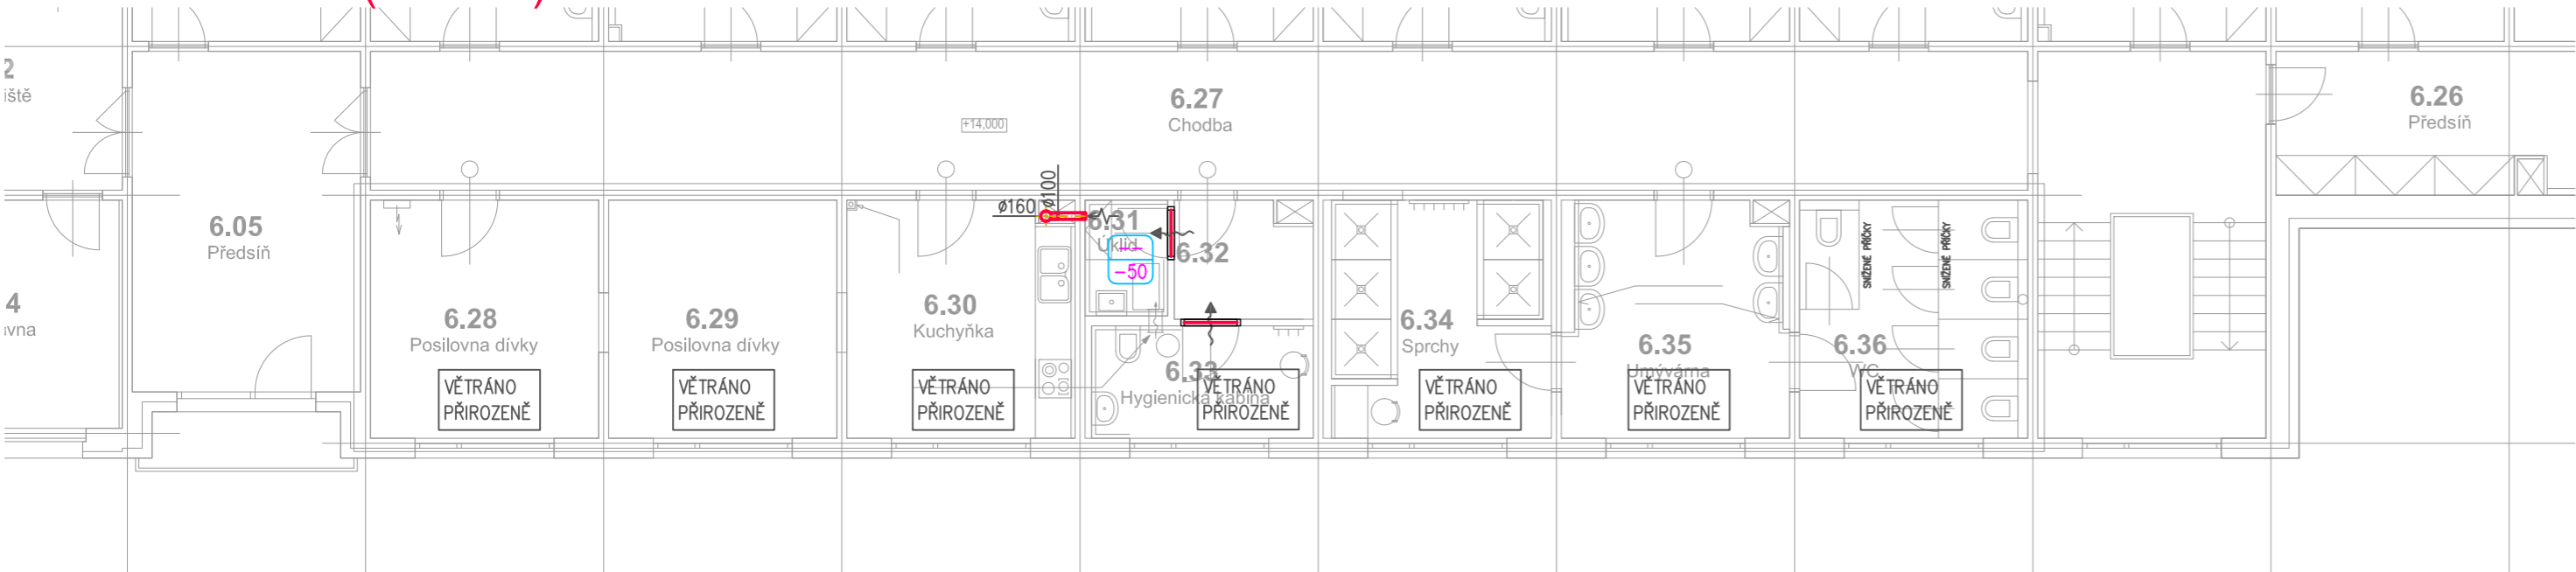 2
iště
6.27
Chodba
+14,000
6.26
Předsíň
ø100
ø160
6.05
Předsíň
6.31
Úklid
-50
6.32
SNÍŽENÉ PŘÍČKY
SNÍŽENÉ PŘÍČKY
4
vna
6.28
Posilovna dívky
6.29
Posilovna dívky
6.30
Kuchyňka
6.33
Hygienická kabina
6.34
Sprchy
6.35
Umývárna
6.36
WC
VĚTRÁNO
PŘIROZENĚ
VĚTRÁNO
PŘIROZENĚ
VĚTRÁNO
PŘIROZENĚ
VĚTRÁNO
PŘIROZENĚ
VĚTRÁNO
PŘIROZENĚ
VĚTRÁNO
PŘIROZENĚ
VĚTRÁNO
PŘIROZENĚ